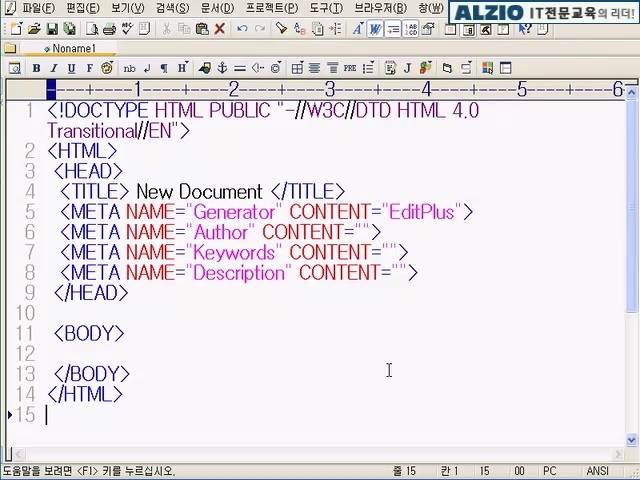 파일(F) 편집(E) 보기(V) 검색(S) 문서(D) 프로젝트(P) 도구(T) 브라우저(B) 창(W)
ALZIO IT전문교육의 리더!
Noname1
B I U F nb ¶ H PRE J
1 2 3 4 5 6
1 <!DOCTYPE HTML PUBLIC "-//W3C//DTD HTML 4.0
Transitional//EN">
2 <HTML>
3 <HEAD>
4 <TITLE> New Document </TITLE>
5 <META NAME="Generator" CONTENT="EditPlus">
6 <META NAME="Author" CONTENT="">
7 <META NAME="Keywords" CONTENT="">
8 <META NAME="Description" CONTENT="">
9 </HEAD>
10
11 <BODY>
12
13 </BODY>
14 </HTML>
15
도움말을 보려면 <F1> 키를 누르십시오. 줄 15 칸 1 15 00 PC ANSI